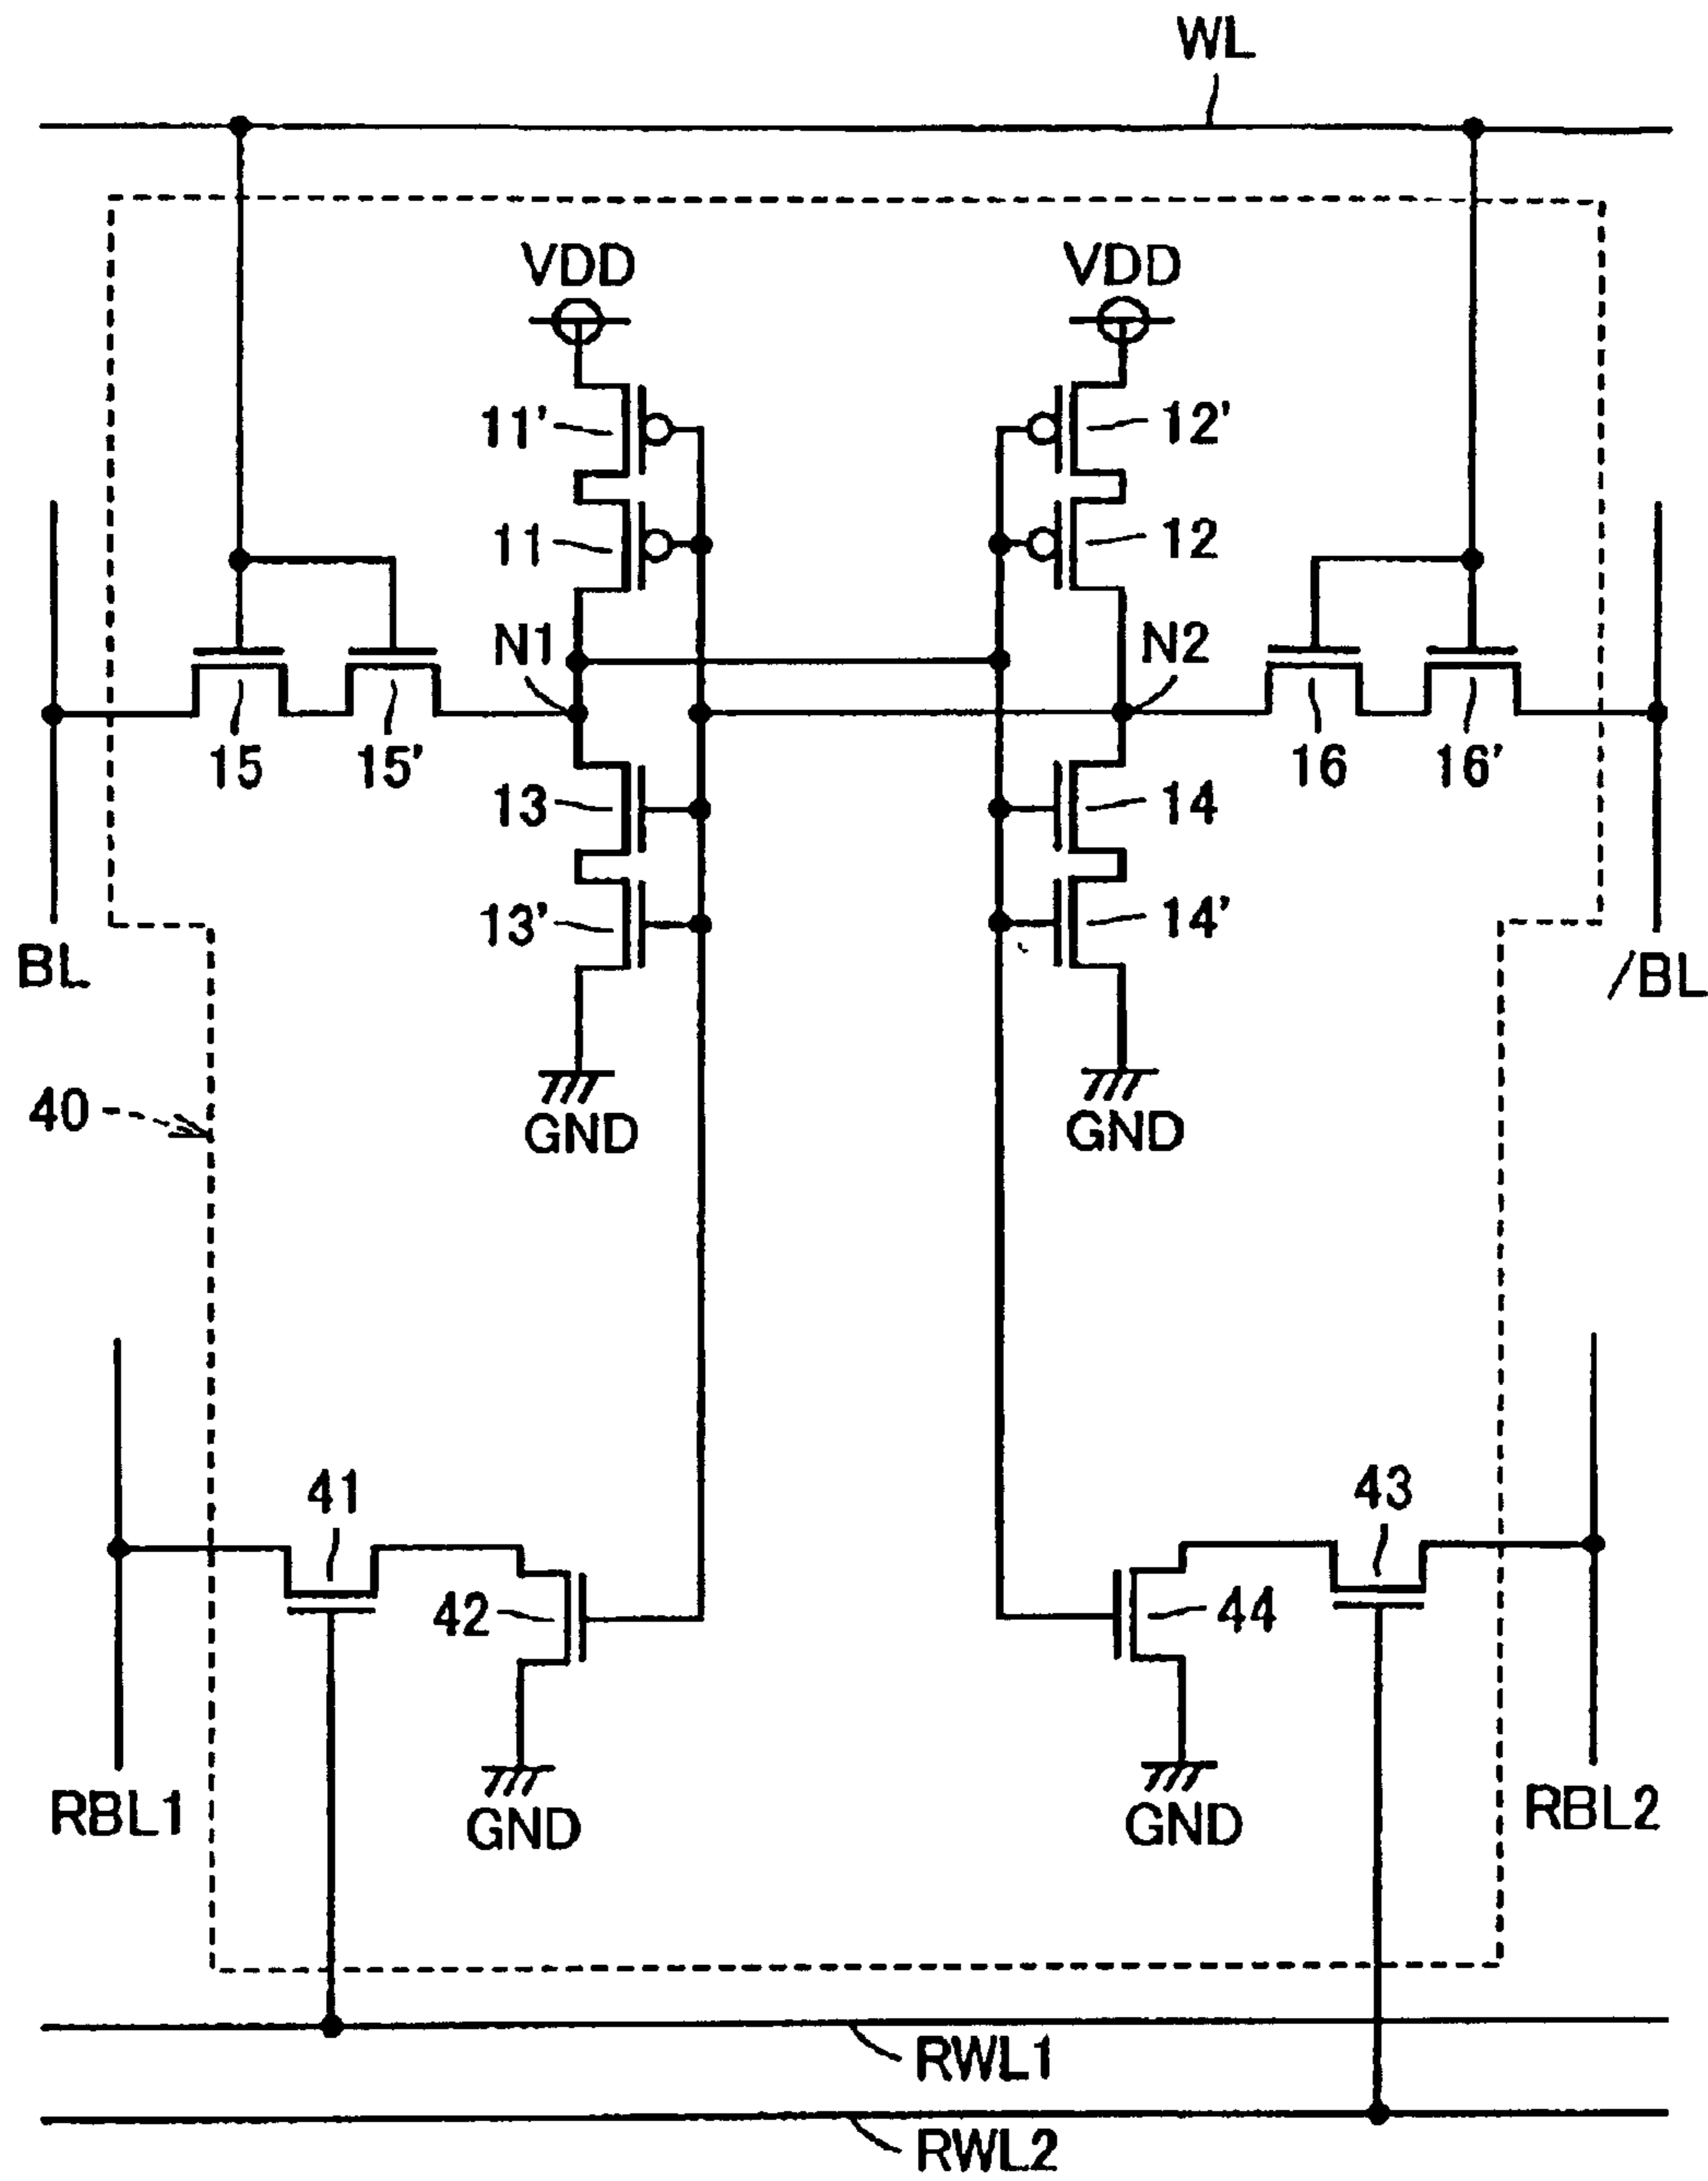 WL
VDD VDD
11' 12'
11 12
N1 N2
15 15' 16 16'
13 14
13' 14'
BL /BL
40 GND GND
41 43
42 44
RBL1 RBL2
GND GND
RWL1
RWL2